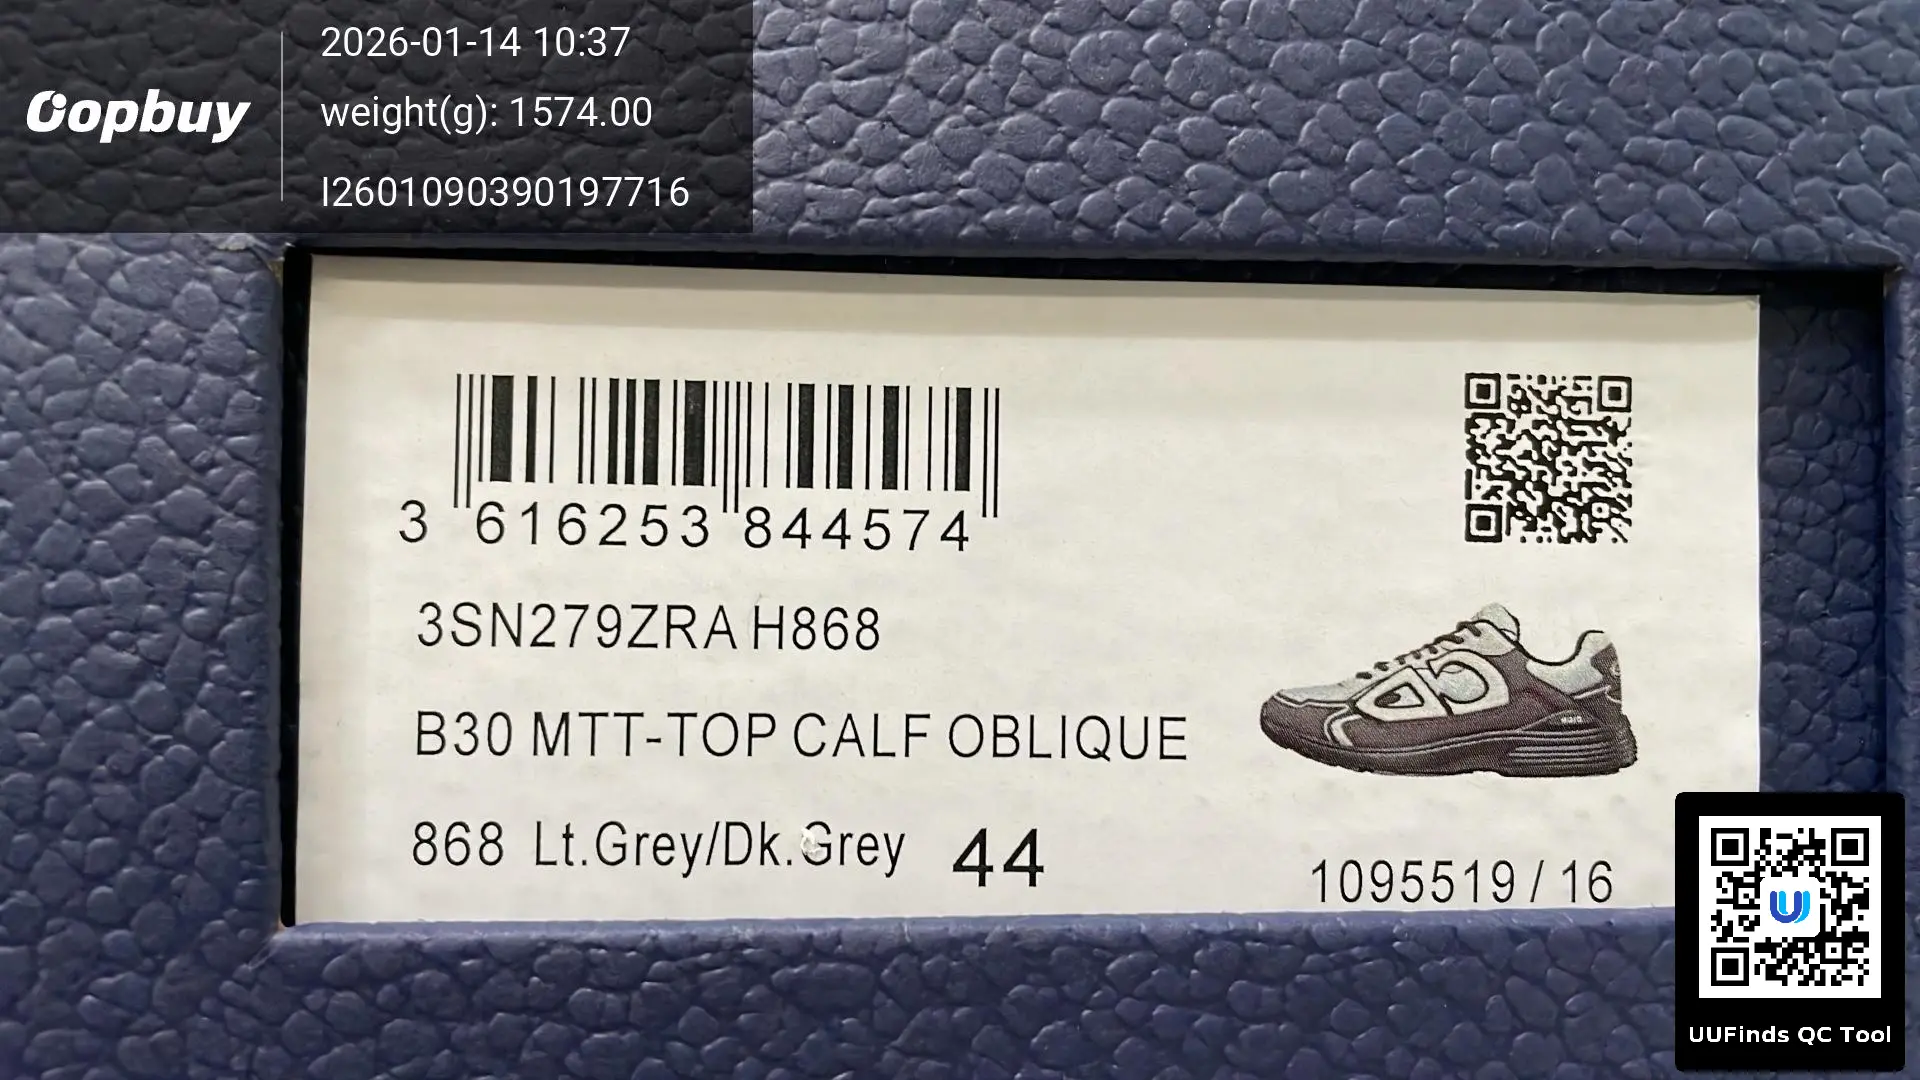 Oopbuy
2026-01-14 10:37
weight(g): 1574.00
I2601090390197716
3 616253 844574
3SN279ZRA H868
B30 MTT-TOP CALF OBLIQUE
868 Lt.Grey/Dk.Grey 44
1095519 / 16
UUFinds QC Tool